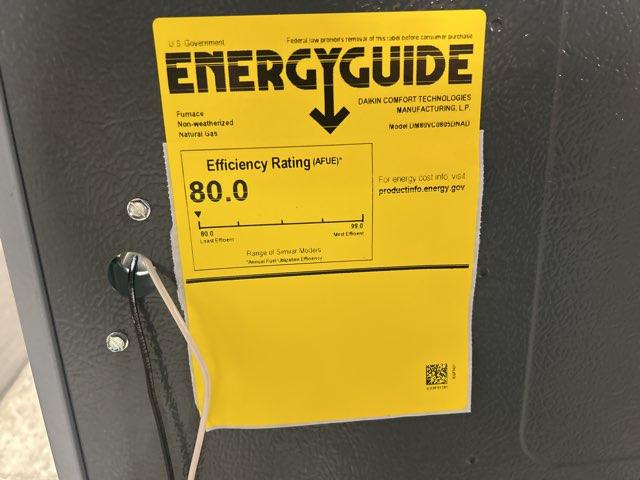 U.S. Government
Federal law prohibits removal of this label before consumer purchase.
ENERGYGUIDE
Furnace
Non-weatherized
Natural Gas
DAIKIN COMFORT TECHNOLOGIES
MANUFACTURING, L.P.
Model DM80VC0805DNAD
Efficiency Rating (AFUE)*
80.0
80.0
Least Efficient
99.0
Most Efficient
Range of Similar Models
*Annual Fuel Utilization Efficiency
For energy cost info, visit
productinfo.energy.gov